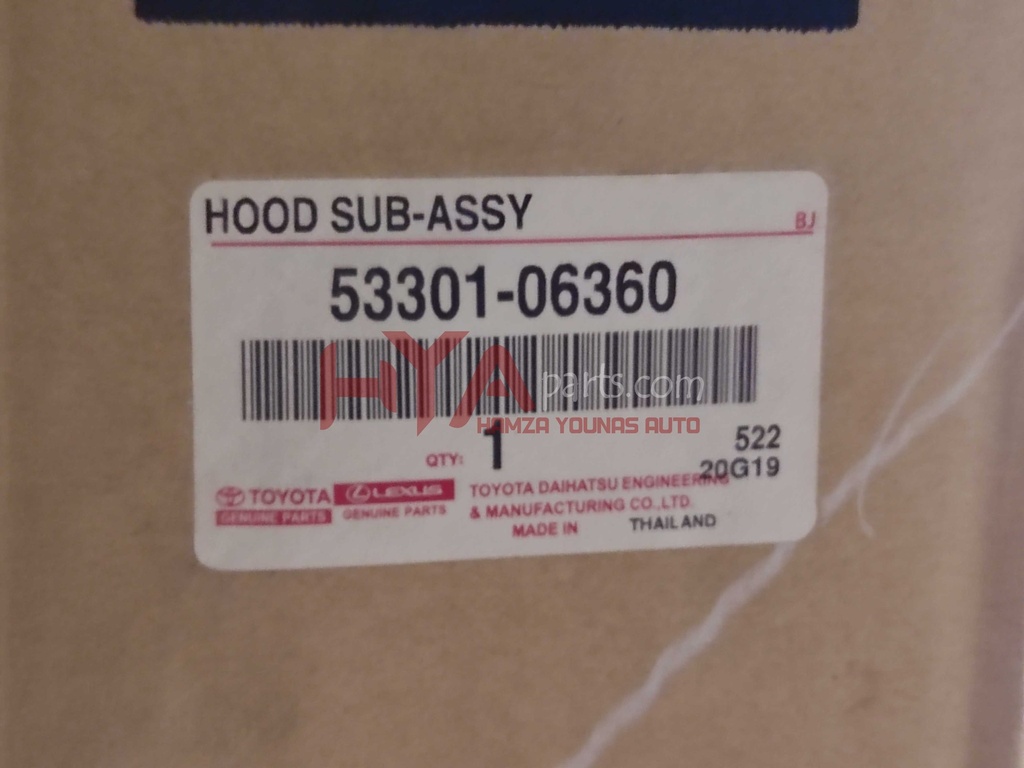 HOOD SUB-ASSY
BJ
53301-06360
HYA parts.com
HAMZA YOUNAS AUTO
QTY: 1
522
20G19
TOYOTA
GENUINE PARTS
LEXUS
GENUINE PARTS
TOYOTA DAIHATSU ENGINEERING
& MANUFACTURING CO.,LTD.
MADE IN THAILAND